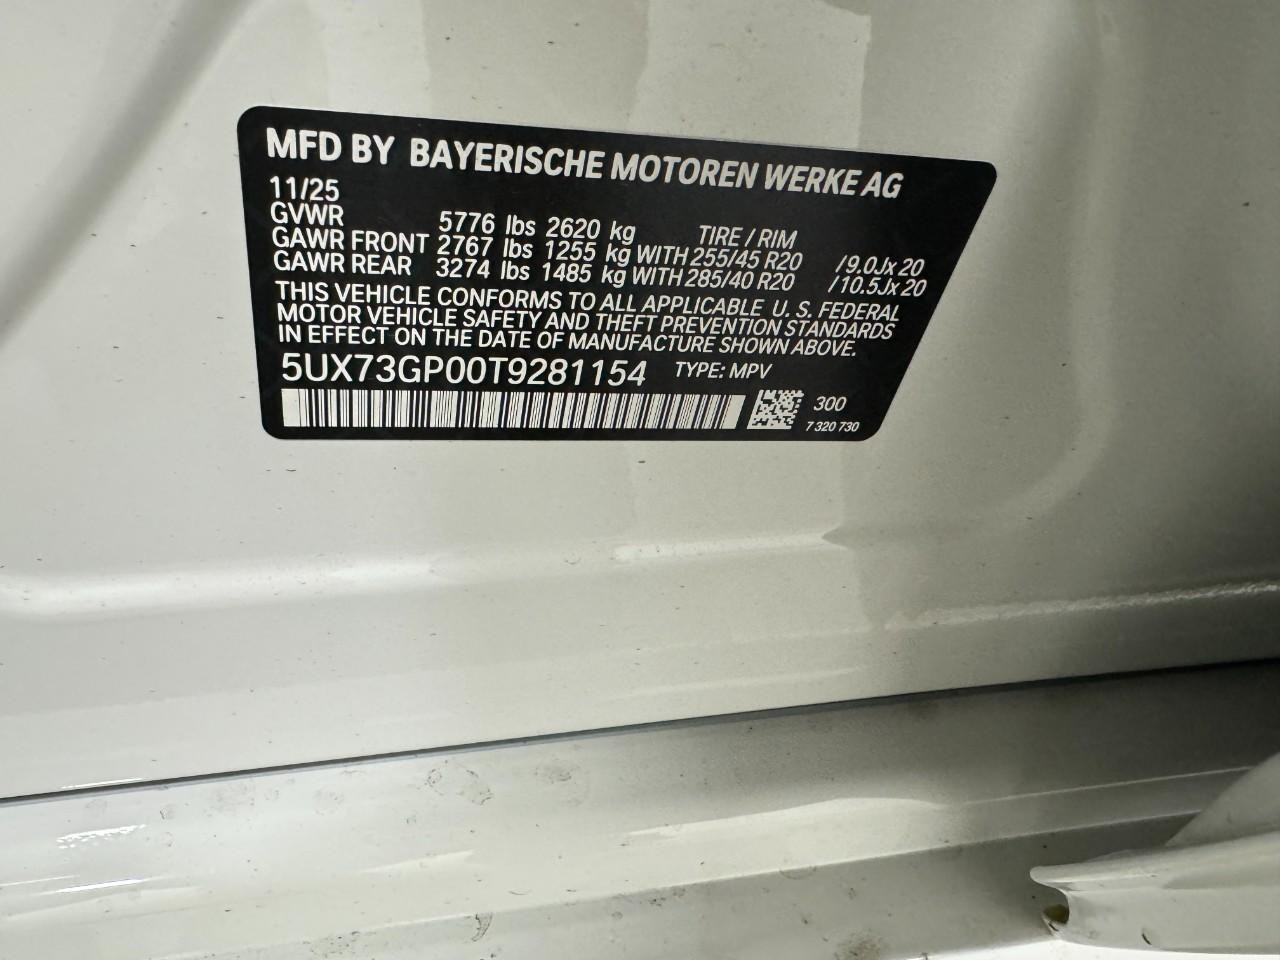 MFD BY BAYERISCHE MOTOREN WERKE AG
11/25
GVWR 5776 lbs 2620 kg TIRE / RIM
GAWR FRONT 2767 lbs 1255 kg WITH 255/45 R20 /9.0Jx20
GAWR REAR 3274 lbs 1485 kg WITH 285/40 R20 /10.5Jx20
THIS VEHICLE CONFORMS TO ALL APPLICABLE U. S. FEDERAL
MOTOR VEHICLE SAFETY AND THEFT PREVENTION STANDARDS
IN EFFECT ON THE DATE OF MANUFACTURE SHOWN ABOVE.
5UX73GP00T9281154 TYPE: MPV
300
7 320 730